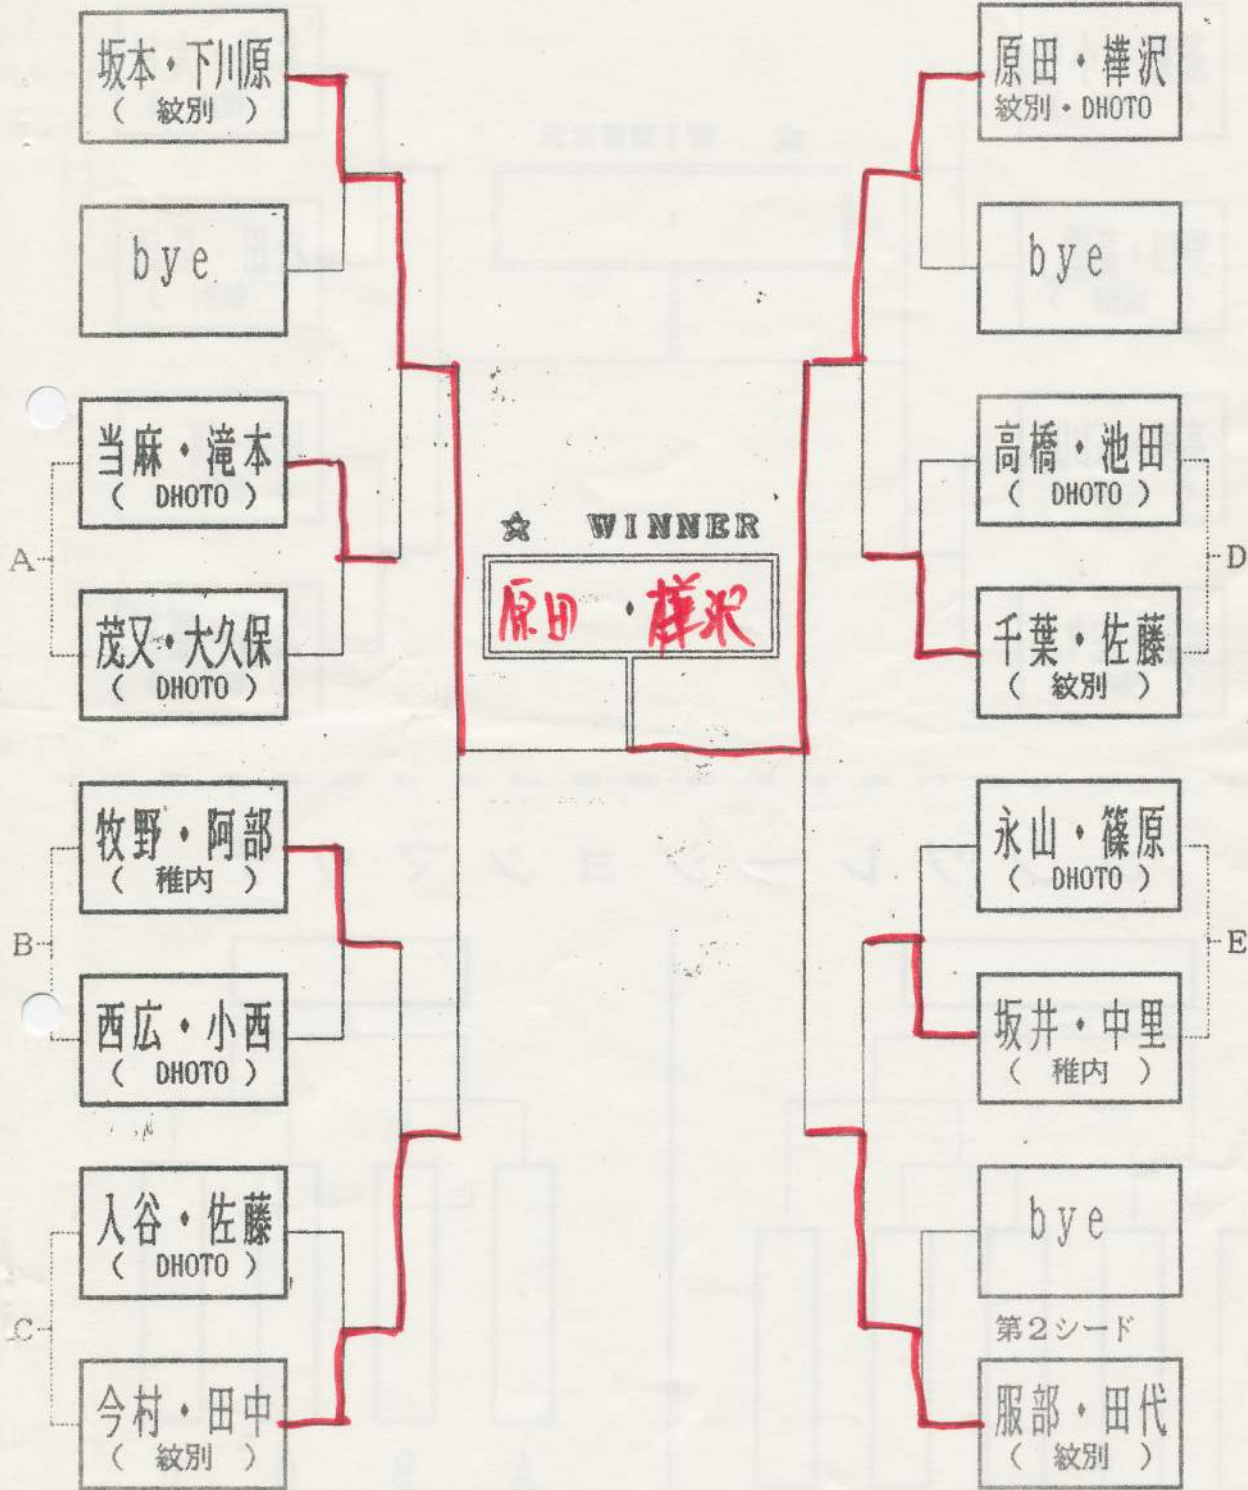 坂本・下川原
( 紋別 )
bye
当麻・滝本
( DHOTO )
A
茂又・大久保
( DHOTO )
牧野・阿部
( 稚内 )
B
西広・小西
( DHOTO )
入谷・佐藤
( DHOTO )
C
今村・田中
( 紋別 )
☆ WINNER
原田・樺沢
原田・樺沢
紋別・DHOTO
bye
高橋・池田
( DHOTO )
D
千葉・佐藤
( 紋別 )
永山・篠原
( DHOTO )
E
坂井・中里
( 稚内 )
bye
第2シード
服部・田代
( 紋別 )